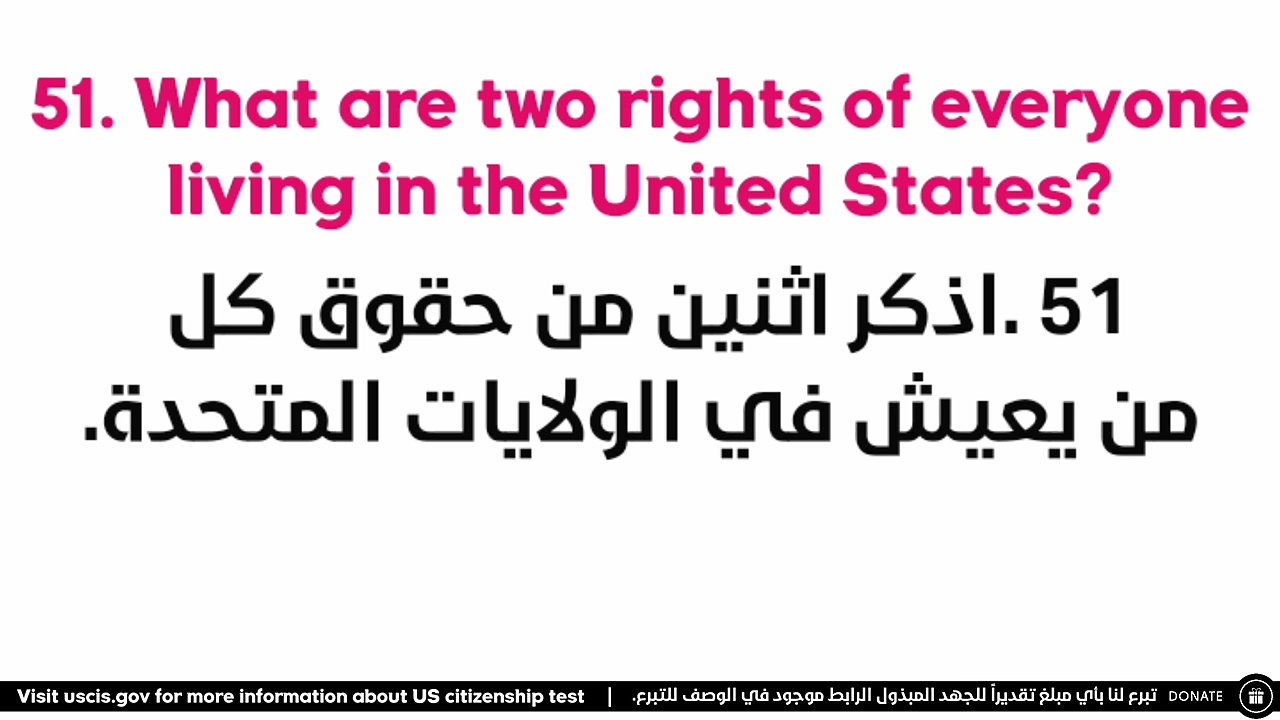 51. What are two rights of everyone
living in the United States?
51 .اذكر اثنين من حقوق كل
من يعيش في الولايات المتحدة.
Visit uscis.gov for more information about US citizenship test | تبرع لنا بأي مبلغ تقديراً للجهد المبذول الرابط موجود في الوصف للتبرع. DONATE